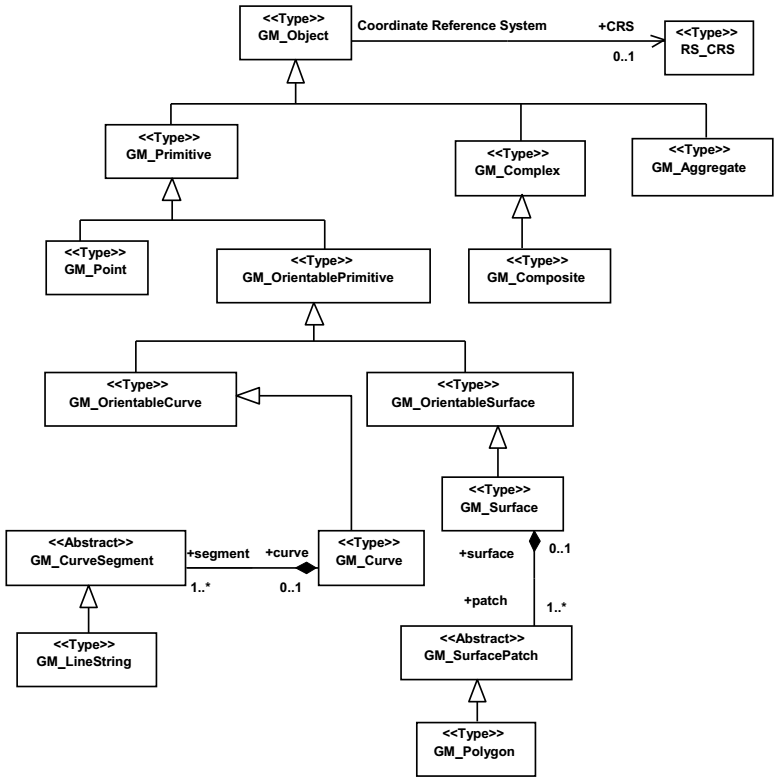 <<Type>>
GM_Object
Coordinate Reference System
+CRS
0..1
<<Type>>
RS_CRS
<<Type>>
GM_Primitive
<<Type>>
GM_Complex
<<Type>>
GM_Aggregate
<<Type>>
GM_Point
<<Type>>
GM_OrientablePrimitive
<<Type>>
GM_Composite
<<Type>>
GM_OrientableCurve
<<Type>>
GM_OrientableSurface
<<Type>>
GM_Surface
<<Abstract>>
GM_CurveSegment
+segment
1..*
+curve
0..1
<<Type>>
GM_Curve
+surface
0..1
+patch
1..*
<<Type>>
GM_LineString
<<Abstract>>
GM_SurfacePatch
<<Type>>
GM_Polygon